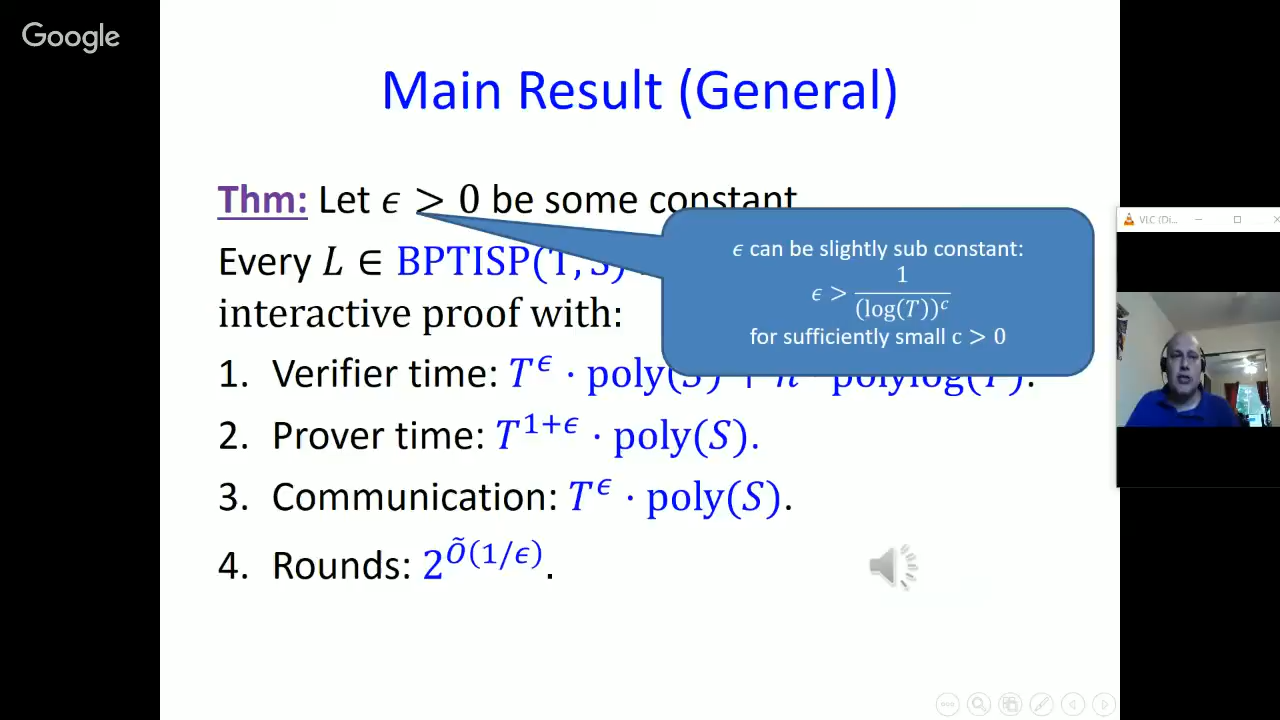 Google
Main Result (General)
Thm: Let ϵ > 0 be some constant
Every L ∈ BPTISP(T, S)
interactive proof with:
1. Verifier time: T^ϵ · poly(S) + n · polylog(T).
2. Prover time: T^{1+ϵ} · poly(S).
3. Communication: T^ϵ · poly(S).
4. Rounds: 2^{Õ(1/ϵ)}.
ϵ can be slightly sub constant:
ϵ > 1/(log(T))^c
for sufficiently small c > 0
VLC (Di...